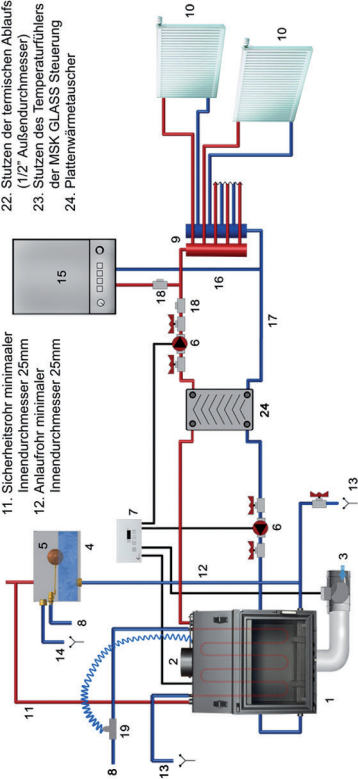 11. Sicherheitsrohr minimaaler
Innendurchmesser 25mm
12. Anlaufrohr minimaler
Innendurchmesser 25mm
22. Stutzen der termischen Ablaufs
(1/2" Außendurchmesser)
23. Stutzen des Temperaturfühlers
der MSK GLASS Steuerung
24. Plattenwärmetauscher
15
10
10
5
4
14
8
7
18
18
9
16
11
19
6
8
2
12
24
17
13
6
3
13
1